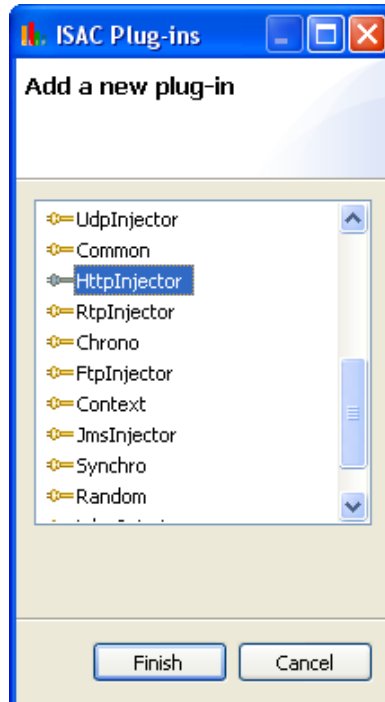 ISAC Plug-ins
Add a new plug-in
UdpInjector
Common
HttpInjector
RtpInjector
Chrono
FtpInjector
Context
JmsInjector
Synchro
Random
Finish
Cancel